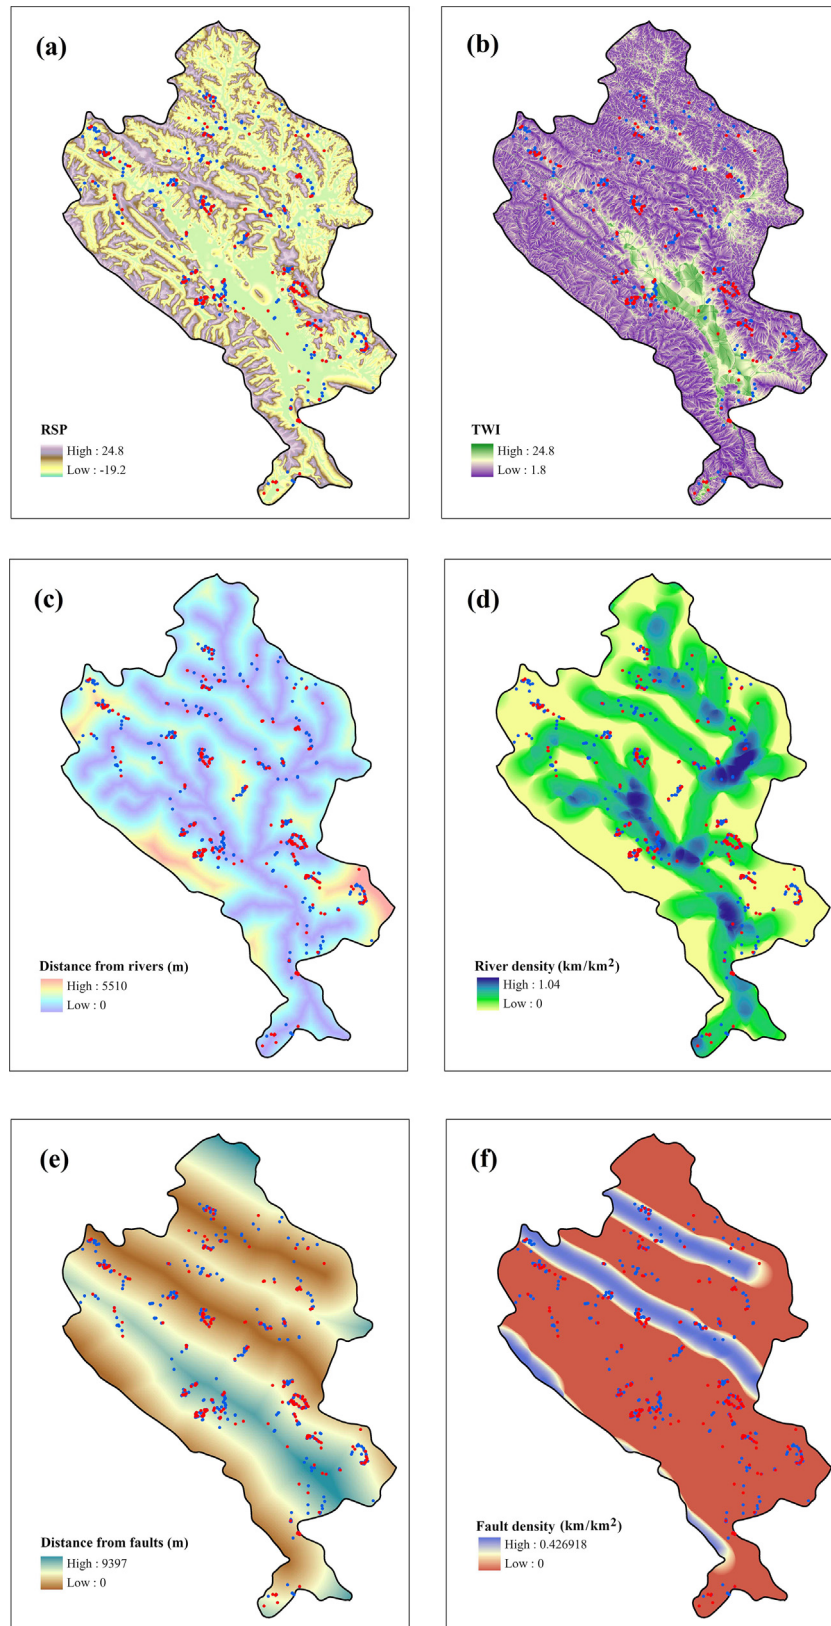 (a)
RSP
High : 24.8
Low : -19.2
(b)
TWI
High : 24.8
Low : 1.8
(c)
Distance from rivers (m)
High : 5510
Low : 0
(d)
River density (km/km²)
High : 1.04
Low : 0
(e)
Distance from faults (m)
High : 9397
Low : 0
(f)
Fault density (km/km²)
High : 0.426918
Low : 0